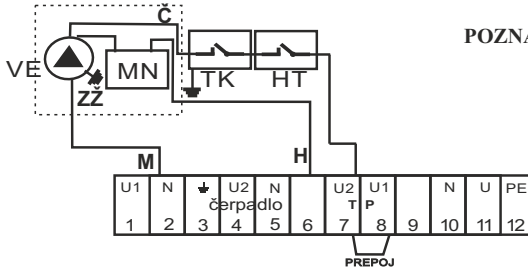 Č
POZNA
VE
MN
TK
HT
ZŽ
M
H
U1 N ⏚ U2 N U2 U1 N U PE
čerpadlo T P
1 2 3 4 5 6 7 8 9 10 11 12
PREPOJ